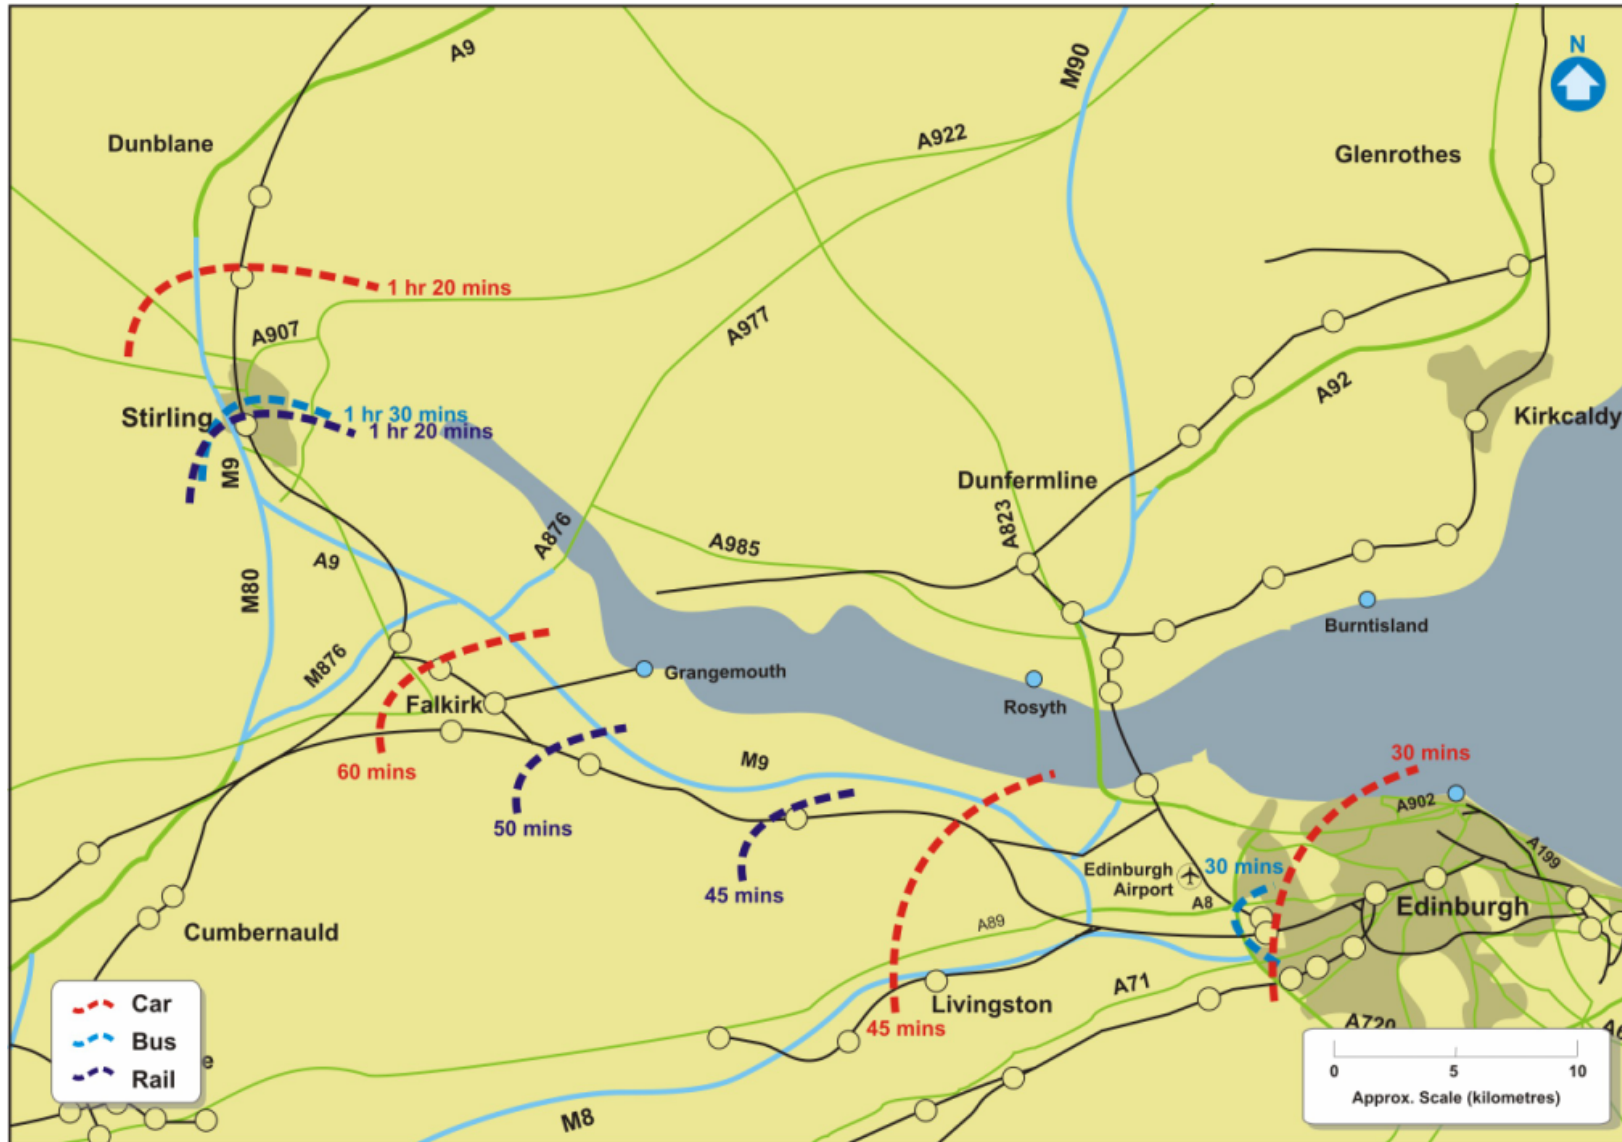 A9
M90
N
Dunblane
A922
Glenrothes
1 hr 20 mins
A907
A977
A92
Stirling
1 hr 30 mins
1 hr 20 mins
Kirkcaldy
M9
Dunfermline
A823
A876
A985
A9
M80
Burntisland
M876
Grangemouth
Falkirk
Rosyth
60 mins
M9
30 mins
50 mins
A902
A199
45 mins
30 mins
Edinburgh
Airport
A8
Edinburgh
A89
Cumbernauld
A71
Livingston
45 mins
A720
Car
Bus
Rail
e
M8
0 5 10
Approx. Scale (kilometres)